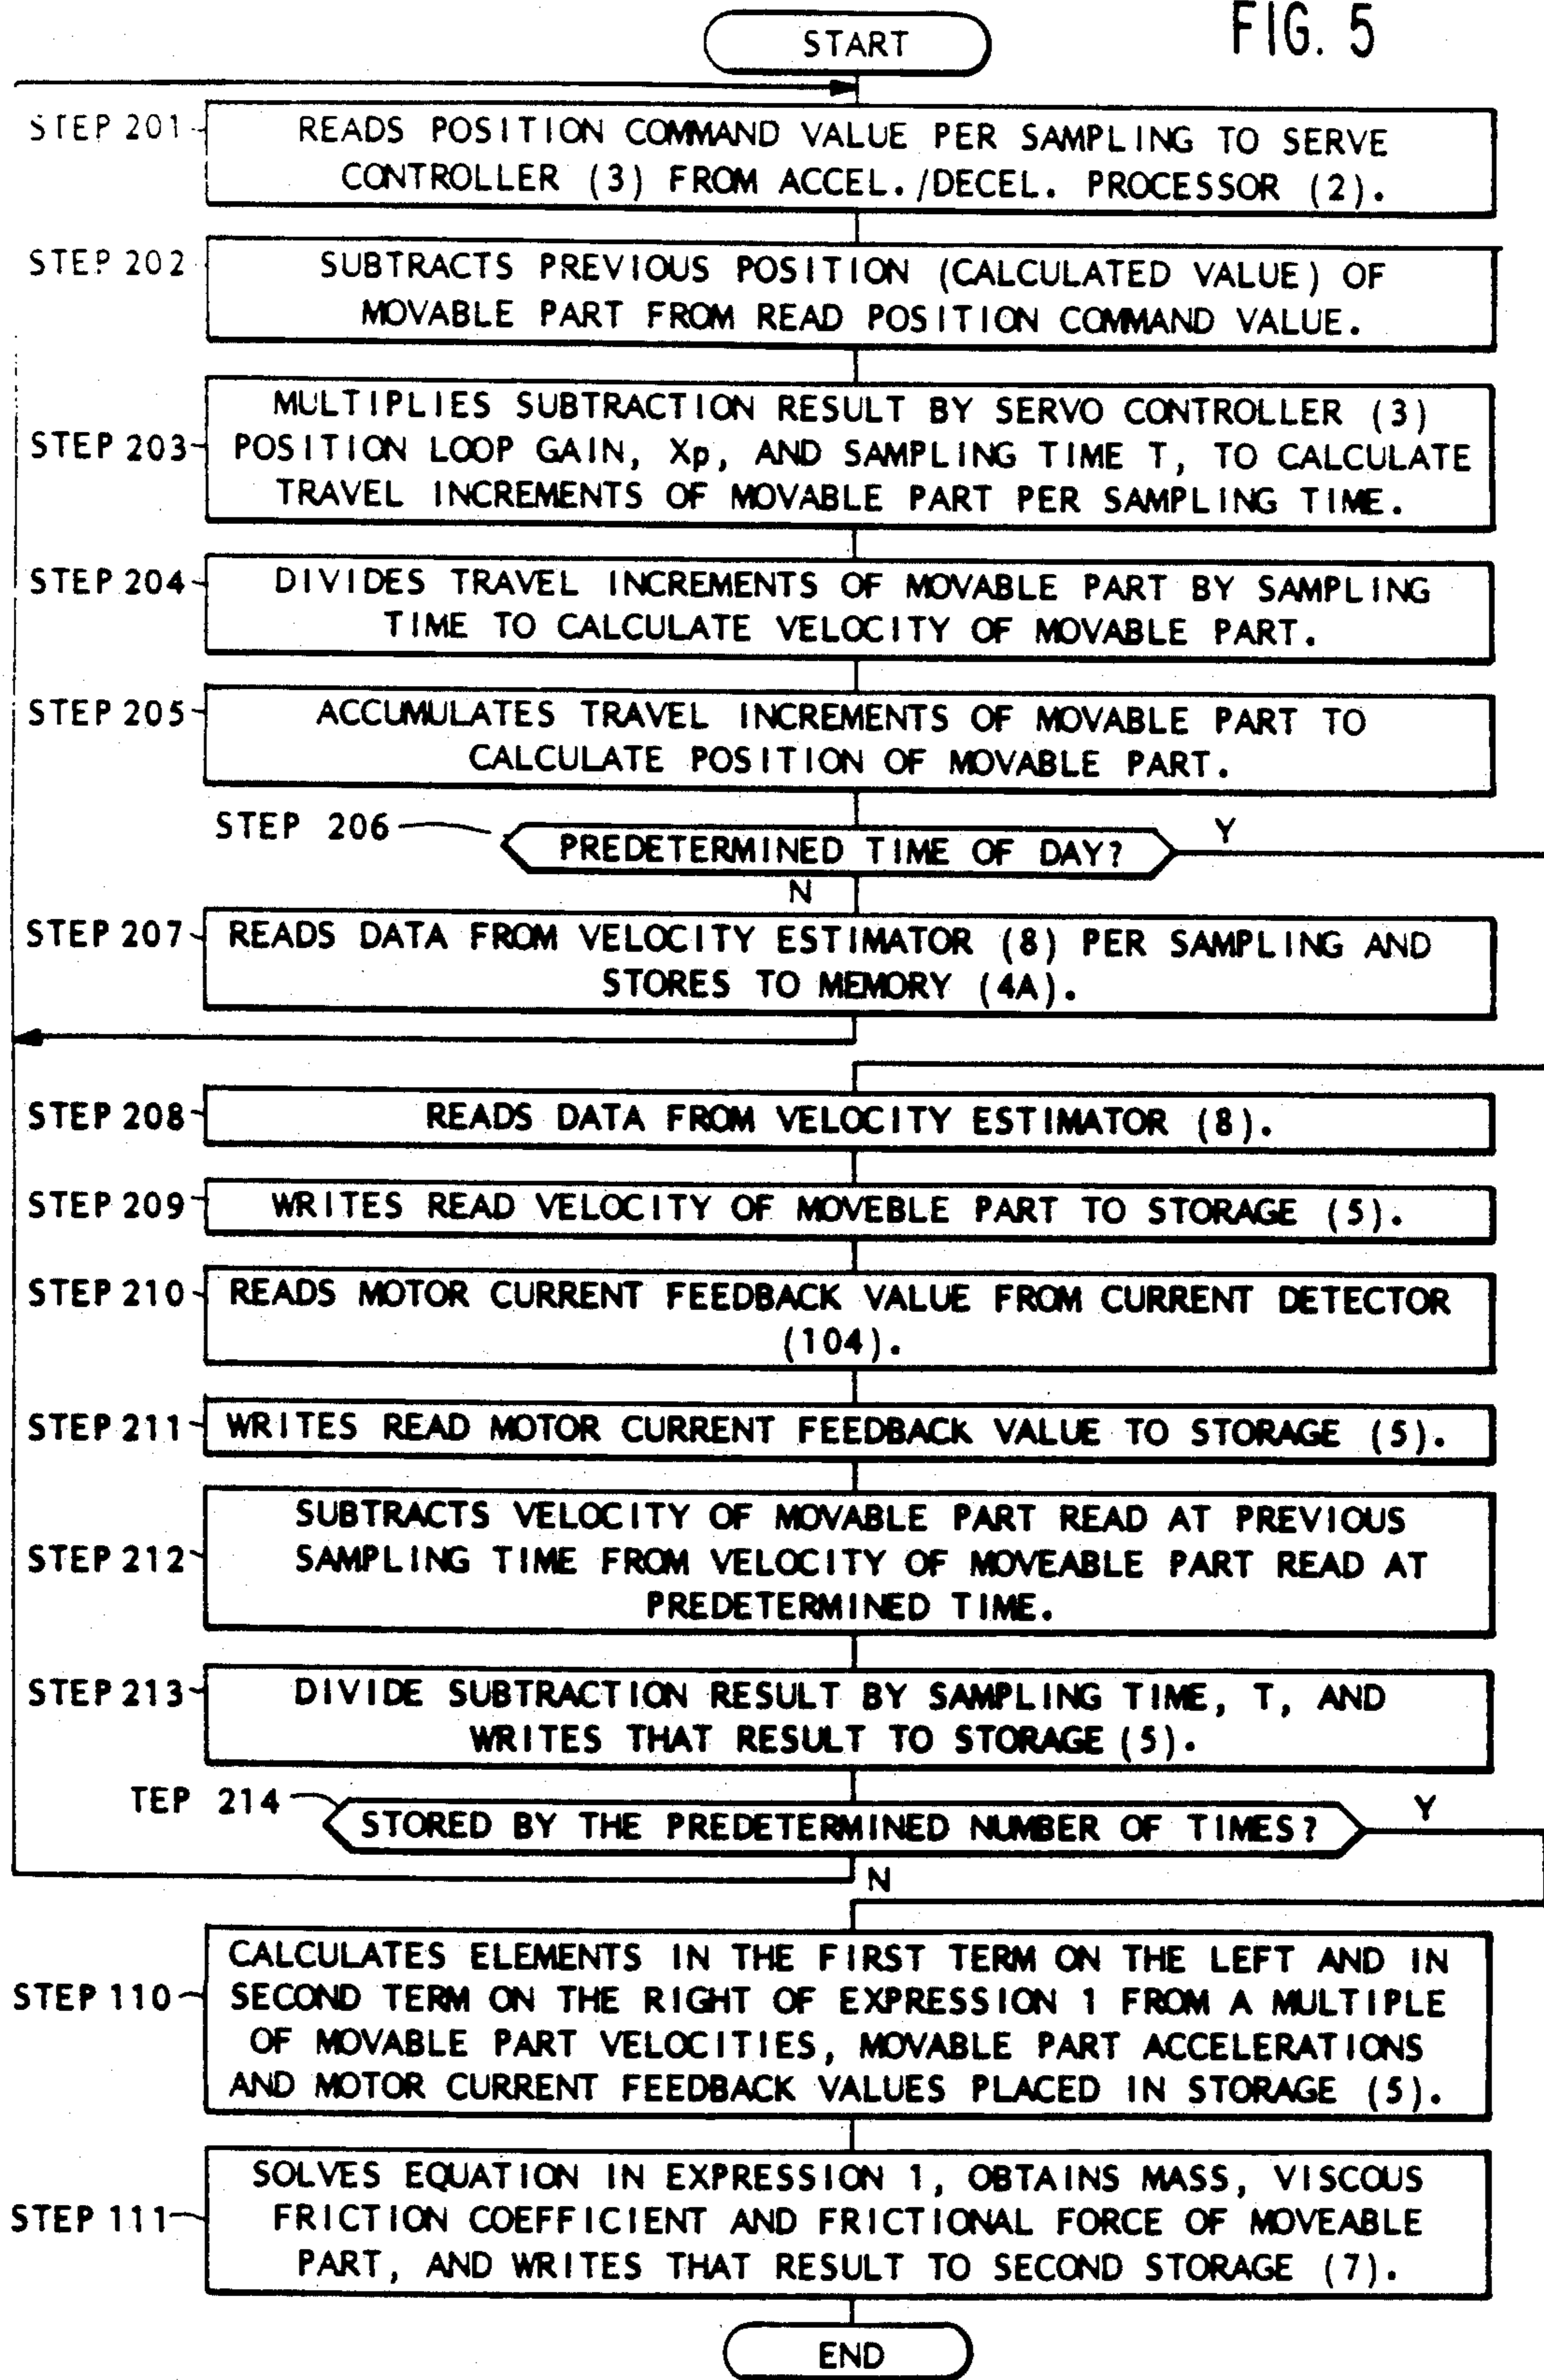 FIG. 5
START
STEP 201
READS POSITION COMMAND VALUE PER SAMPLING TO SERVE
CONTROLLER (3) FROM ACCEL./DECEL. PROCESSOR (2).
STEP 202
SUBTRACTS PREVIOUS POSITION (CALCULATED VALUE) OF
MOVABLE PART FROM READ POSITION COMMAND VALUE.
STEP 203
MULTIPLIES SUBTRACTION RESULT BY SERVO CONTROLLER (3)
POSITION LOOP GAIN, Xp, AND SAMPLING TIME T, TO CALCULATE
TRAVEL INCREMENTS OF MOVABLE PART PER SAMPLING TIME.
STEP 204
DIVIDES TRAVEL INCREMENTS OF MOVABLE PART BY SAMPLING
TIME TO CALCULATE VELOCITY OF MOVABLE PART.
STEP 205
ACCUMULATES TRAVEL INCREMENTS OF MOVABLE PART TO
CALCULATE POSITION OF MOVABLE PART.
STEP 206
PREDETERMINED TIME OF DAY?
Y
N
STEP 207
READS DATA FROM VELOCITY ESTIMATOR (8) PER SAMPLING AND
STORES TO MEMORY (4A).
STEP 208
READS DATA FROM VELOCITY ESTIMATOR (8).
STEP 209
WRITES READ VELOCITY OF MOVEBLE PART TO STORAGE (5).
STEP 210
READS MOTOR CURRENT FEEDBACK VALUE FROM CURRENT DETECTOR
(104).
STEP 211
WRITES READ MOTOR CURRENT FEEDBACK VALUE TO STORAGE (5).
STEP 212
SUBTRACTS VELOCITY OF MOVABLE PART READ AT PREVIOUS
SAMPLING TIME FROM VELOCITY OF MOVEABLE PART READ AT
PREDETERMINED TIME.
STEP 213
DIVIDE SUBTRACTION RESULT BY SAMPLING TIME, T, AND
WRITES THAT RESULT TO STORAGE (5).
TEP 214
STORED BY THE PREDETERMINED NUMBER OF TIMES?
Y
N
STEP 110
CALCULATES ELEMENTS IN THE FIRST TERM ON THE LEFT AND IN
SECOND TERM ON THE RIGHT OF EXPRESSION 1 FROM A MULTIPLE
OF MOVABLE PART VELOCITIES, MOVABLE PART ACCELERATIONS
AND MOTOR CURRENT FEEDBACK VALUES PLACED IN STORAGE (5).
STEP 111
SOLVES EQUATION IN EXPRESSION 1, OBTAINS MASS, VISCOUS
FRICTION COEFFICIENT AND FRICTIONAL FORCE OF MOVEABLE
PART, AND WRITES THAT RESULT TO SECOND STORAGE (7).
END